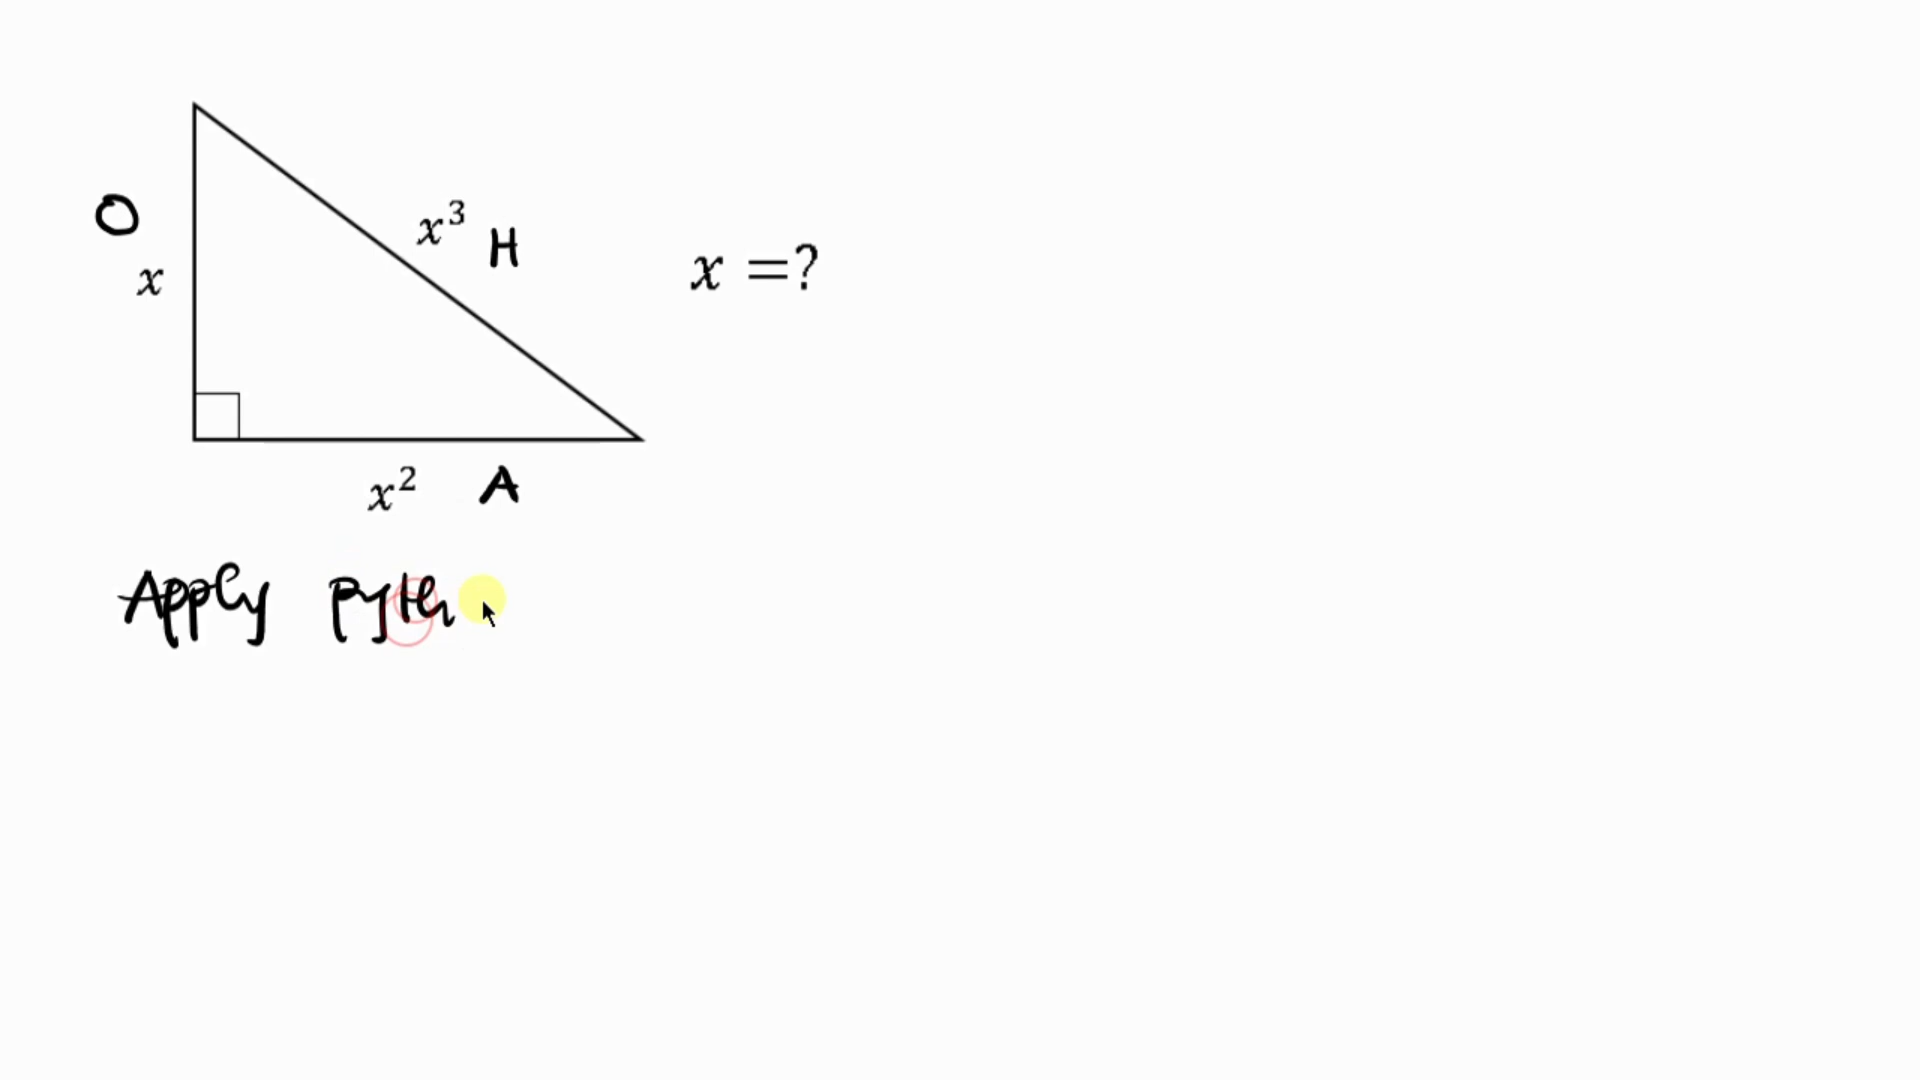 O
x³ H
x
x =?
x² A
Apply pyth